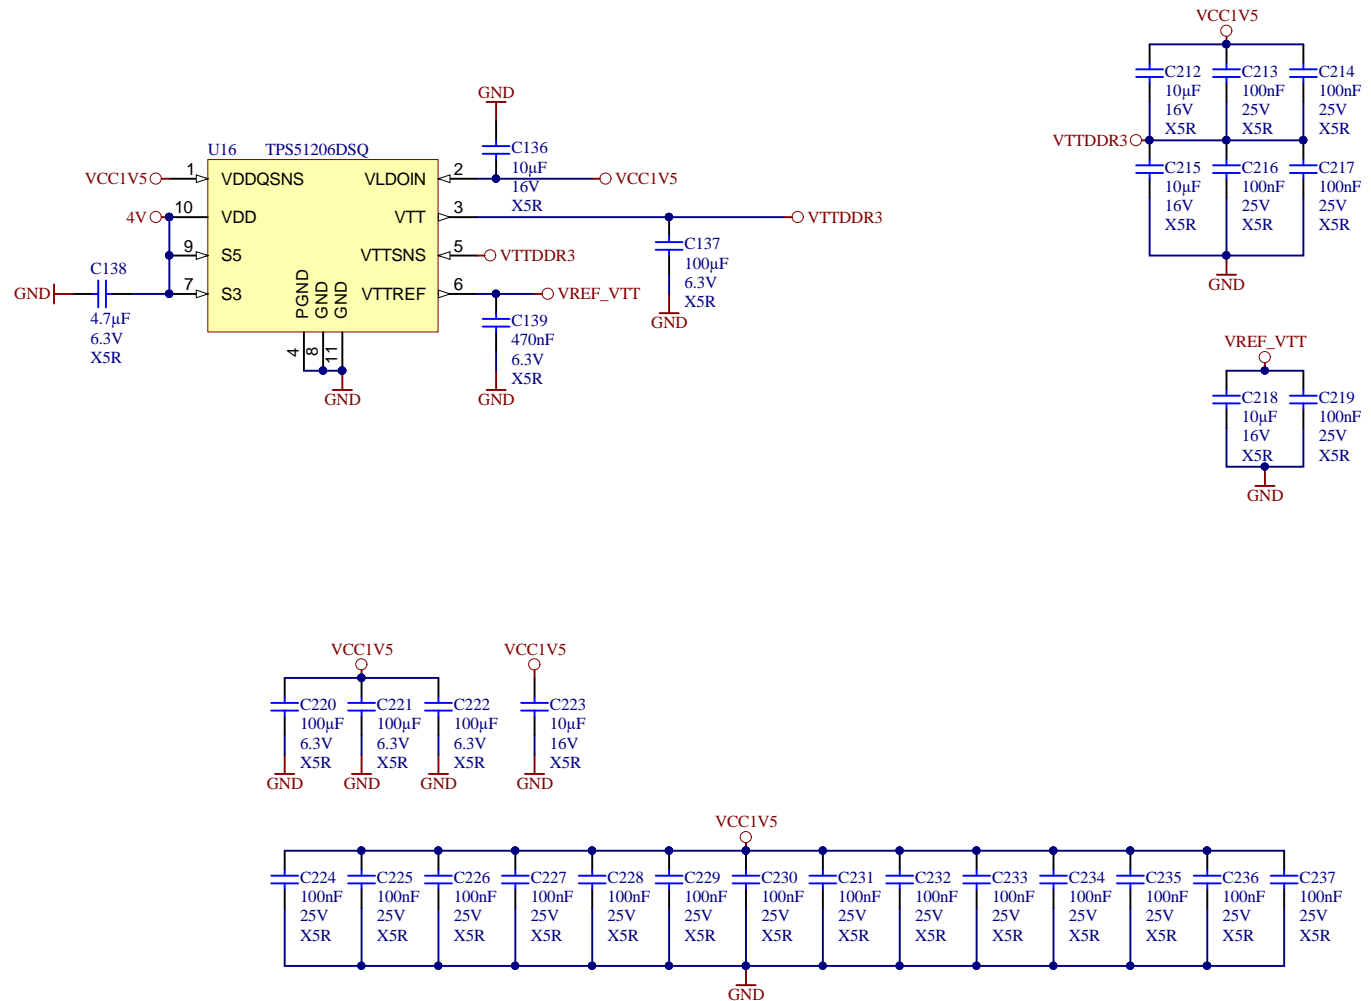 VCC1V5
C212
10µF
16V
X5R
C213
100nF
25V
X5R
C214
100nF
25V
X5R
VTTDDR3
C215
10µF
16V
X5R
C216
100nF
25V
X5R
C217
100nF
25V
X5R
GND
GND
C136
10µF
16V
X5R
U16 TPS51206DSQ
VCC1V5 1 VDDQSNS VLDOIN 2 VCC1V5
4V 10 VDD VTT 3 VTTDDR3
9 S5 VTTSNS 5 VTTDDR3
GND 7 S3 VTTREF 6 VREF_VTT
C138
4.7µF
6.3V
X5R
PGND
GND
GND
4
8
11
GND
C137
100µF
6.3V
X5R
GND
C139
470nF
6.3V
X5R
GND
VREF_VTT
C218
10µF
16V
X5R
C219
100nF
25V
X5R
GND
VCC1V5
C220
100µF
6.3V
X5R
GND
C221
100µF
6.3V
X5R
GND
C222
100µF
6.3V
X5R
GND
VCC1V5
C223
10µF
16V
X5R
GND
VCC1V5
C224
100nF
25V
X5R
C225
100nF
25V
X5R
C226
100nF
25V
X5R
C227
100nF
25V
X5R
C228
100nF
25V
X5R
C229
100nF
25V
X5R
C230
100nF
25V
X5R
C231
100nF
25V
X5R
C232
100nF
25V
X5R
C233
100nF
25V
X5R
C234
100nF
25V
X5R
C235
100nF
25V
X5R
C236
100nF
25V
X5R
C237
100nF
25V
X5R
GND